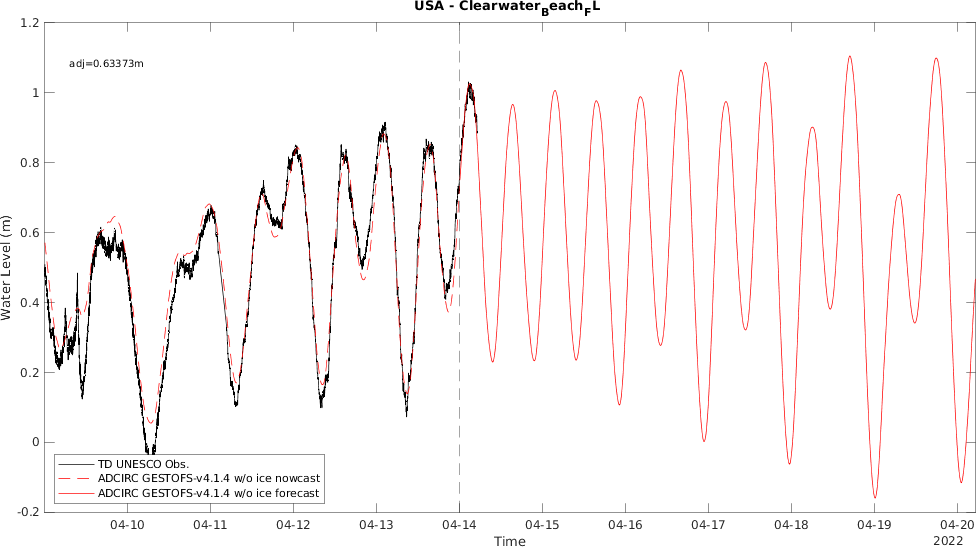 USA - Clearwater_Beach_FL
adj=0.63373m
1.2
1
0.8
0.6
0.4
0.2
0
-0.2
Water Level (m)
TD UNESCO Obs.
ADCIRC GESTOFS-v4.1.4 w/o ice nowcast
ADCIRC GESTOFS-v4.1.4 w/o ice forecast
04-10 04-11 04-12 04-13 04-14 04-15 04-16 04-17 04-18 04-19 04-20
Time
2022